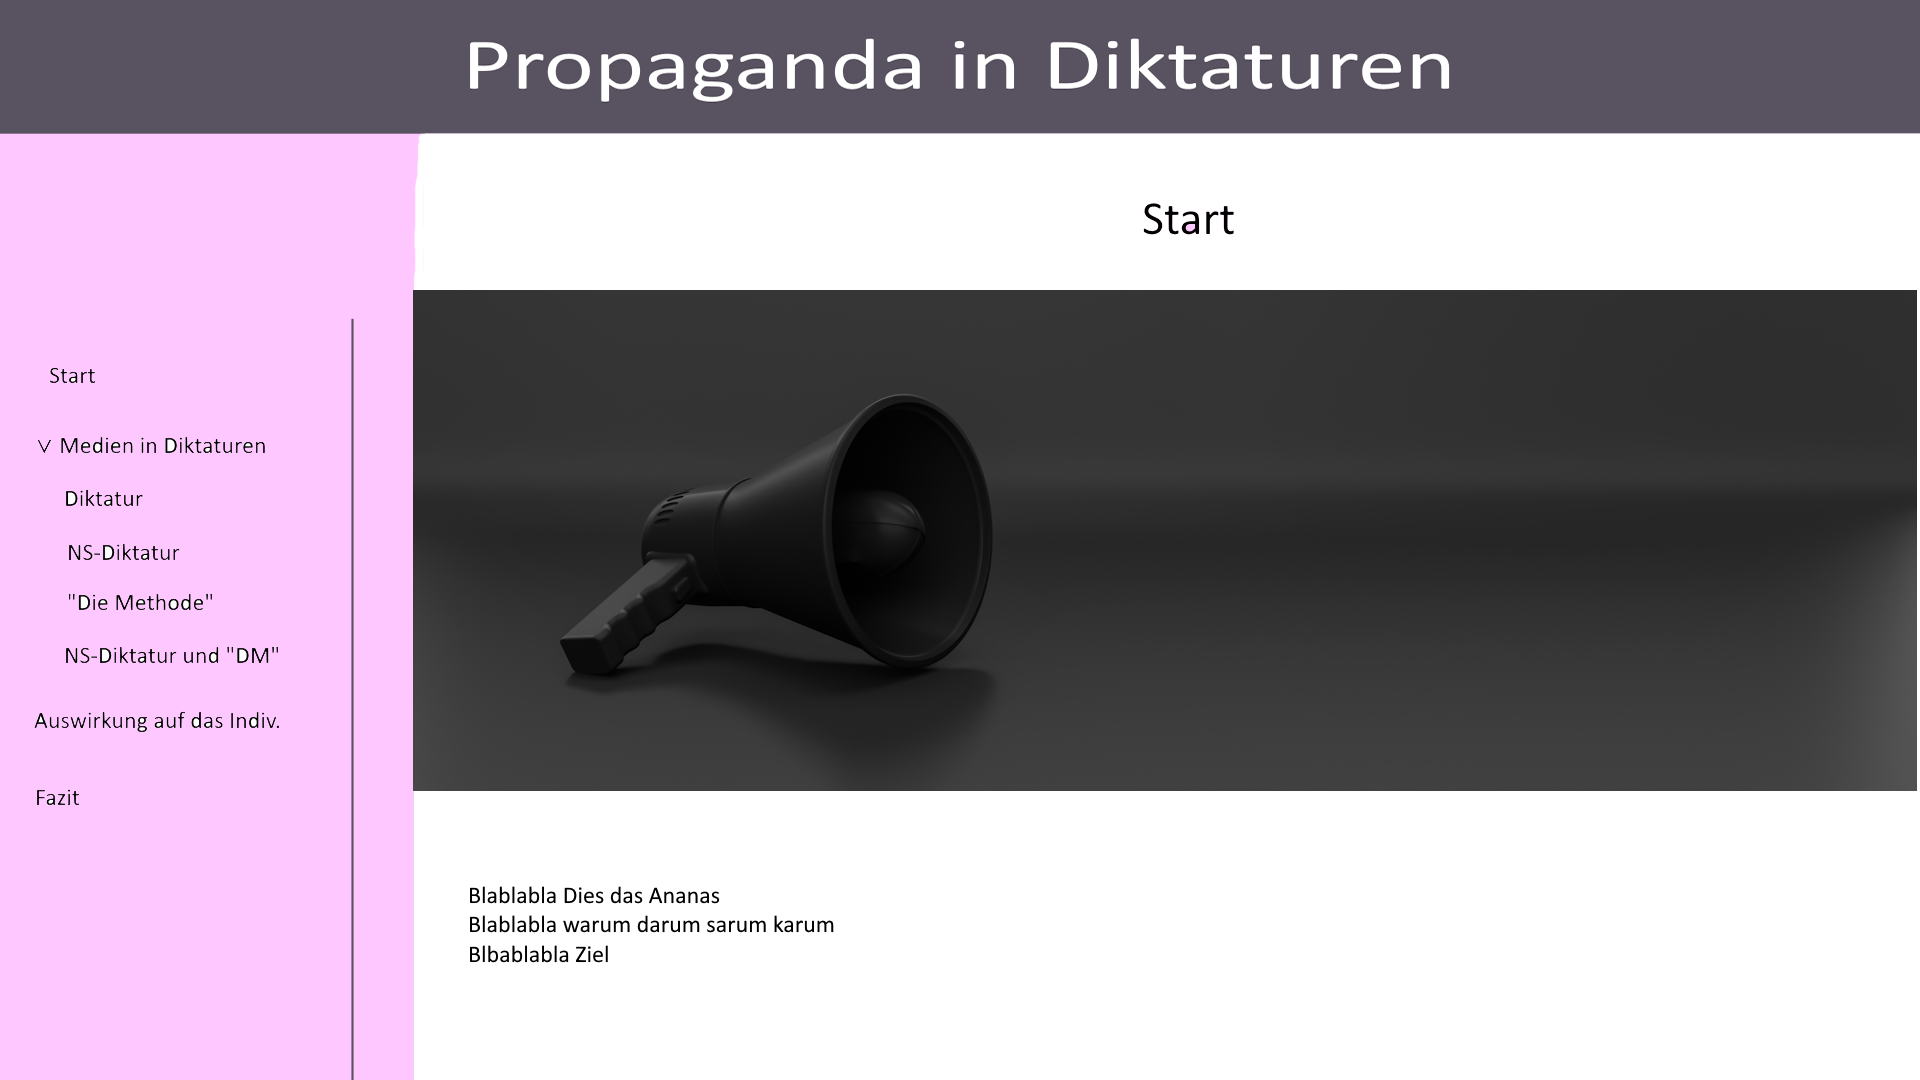 Propaganda in Diktaturen
Start
Start
V Medien in Diktaturen
Diktatur
NS-Diktatur
"Die Methode"
NS-Diktatur und "DM"
Auswirkung auf das Indiv.
Fazit
Blablabla Dies das Ananas
Blablabla warum darum sarum karum
Blbablabla Ziel